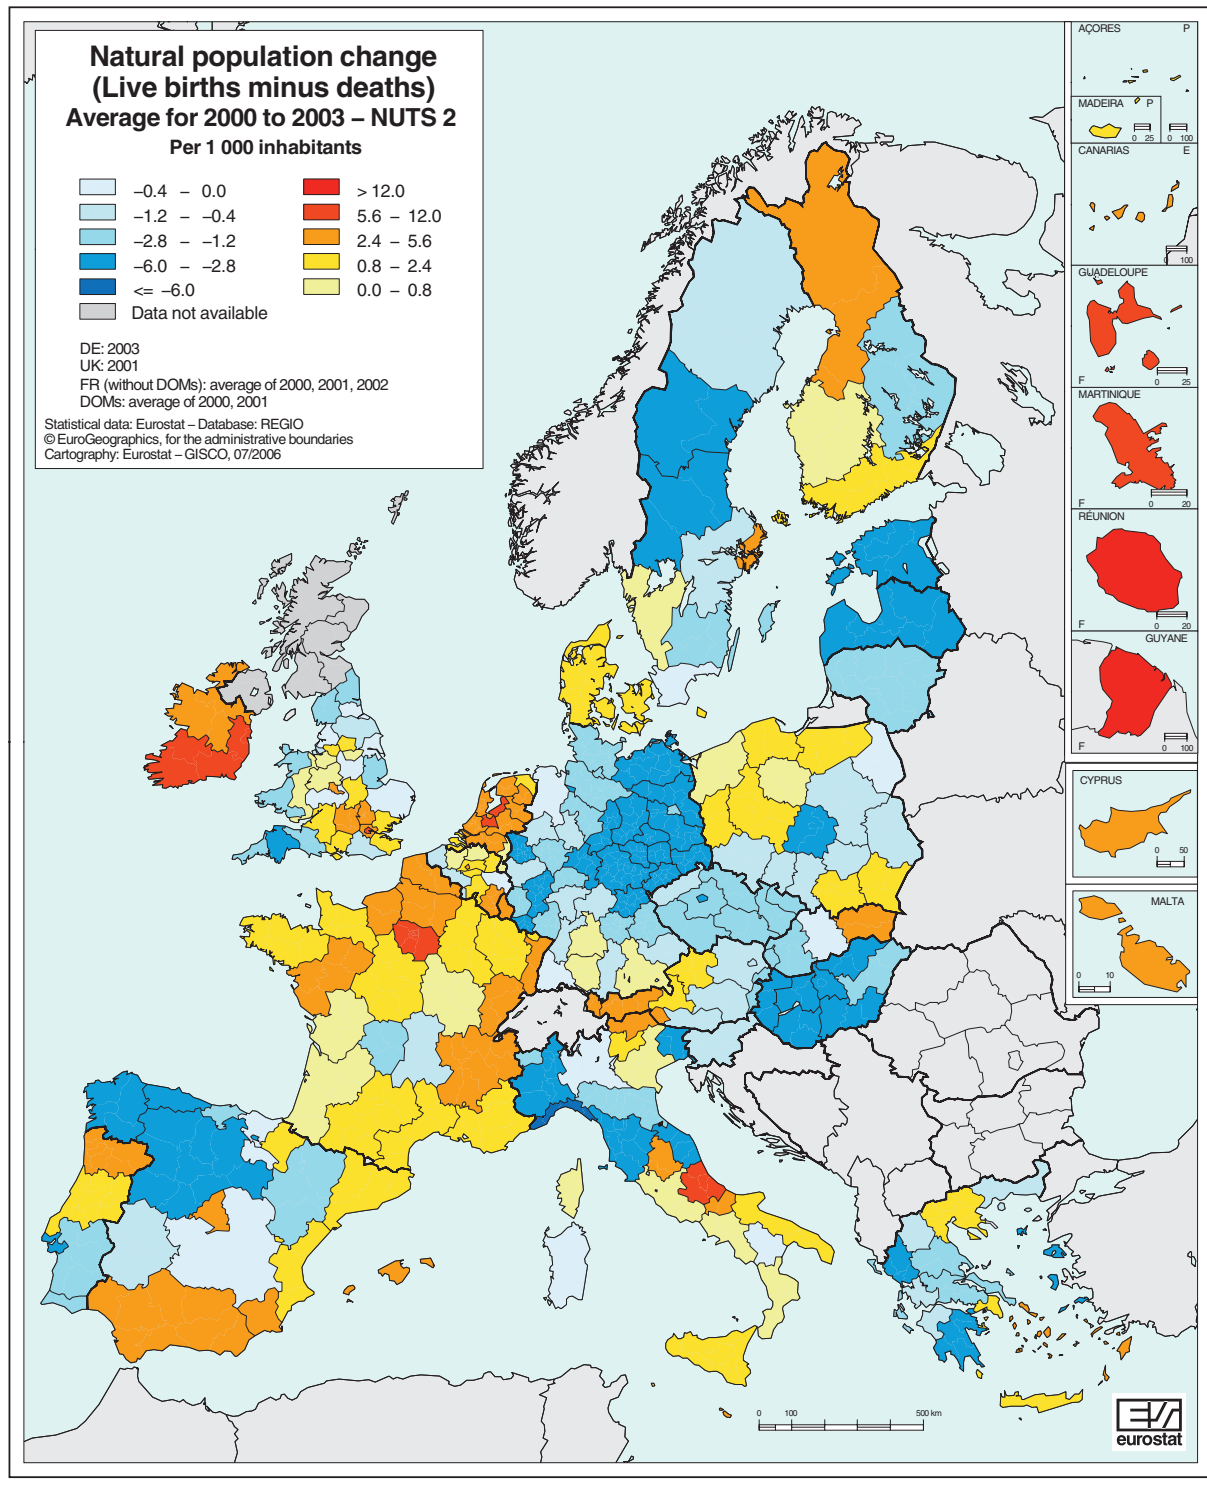 Natural population change
(Live births minus deaths)
Average for 2000 to 2003 – NUTS 2
Per 1 000 inhabitants
−0.4 – 0.0
> 12.0
−1.2 – −0.4
5.6 – 12.0
−2.8 – −1.2
2.4 – 5.6
−6.0 – −2.8
0.8 – 2.4
<= −6.0
0.0 – 0.8
Data not available
DE: 2003
UK: 2001
FR (without DOMs): average of 2000, 2001, 2002
DOMs: average of 2000, 2001
Statistical data: Eurostat – Database: REGIO
© EuroGeographics, for the administrative boundaries
Cartography: Eurostat – GISCO, 07/2006
AÇORES P
MADEIRA P
0 25
0 100
CANARIAS E
0 100
GUADELOUPE
F
0 25
MARTINIQUE
F
0 20
RÉUNION
F
0 20
GUYANE
F
0 100
CYPRUS
0 50
MALTA
0 10
0 100 500 km
eurostat